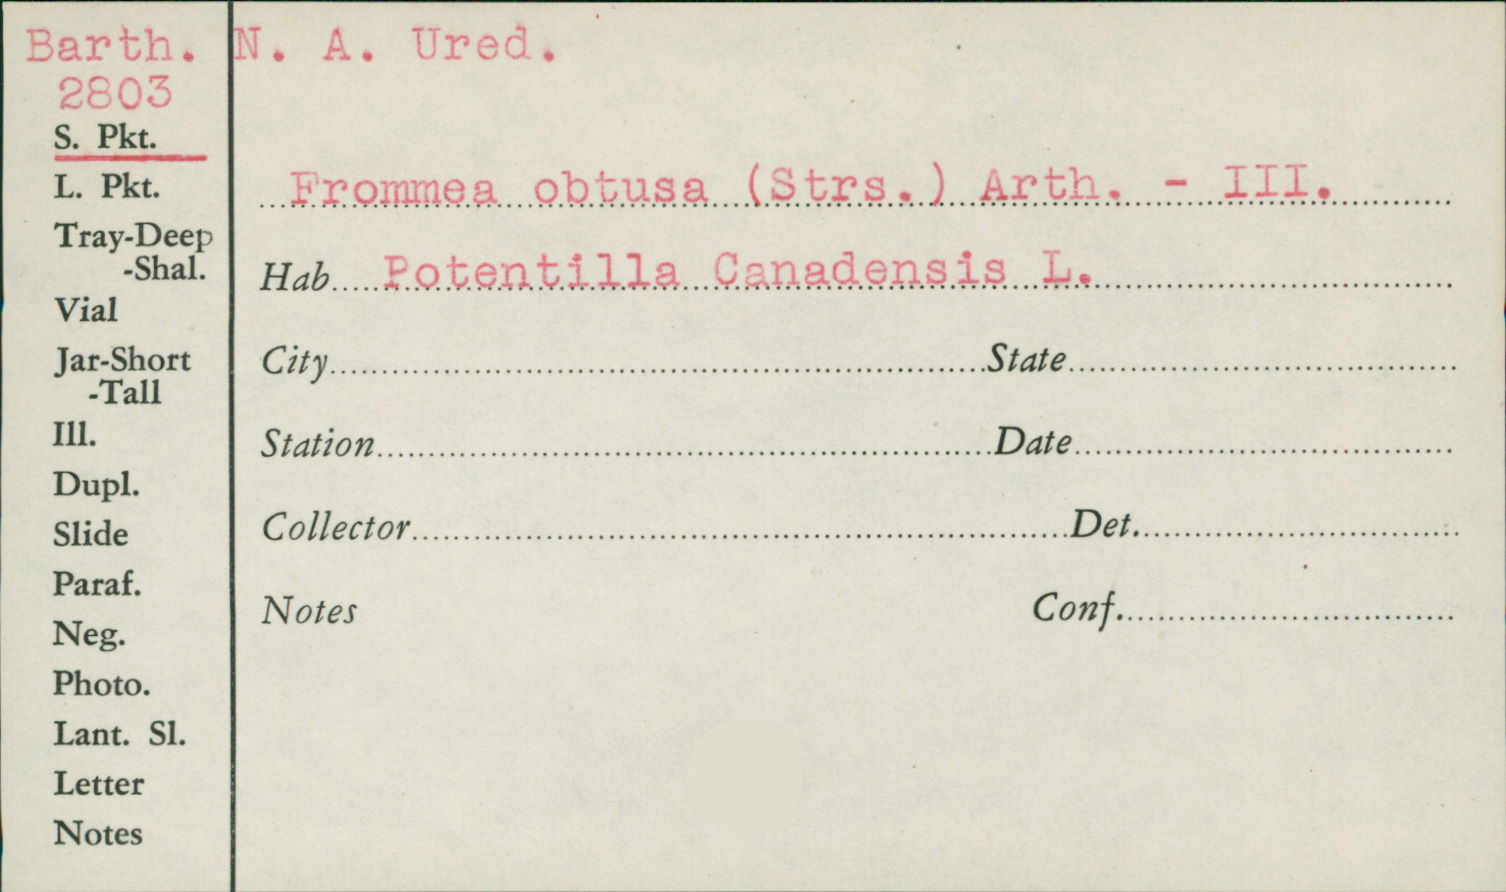 Barth. N. A. Ured.
2803
S. Pkt.
L. Pkt.
Tray-Deep
-Shal.
Vial
Jar-Short
-Tall
Ill.
Dupl.
Slide
Paraf.
Neg.
Photo.
Lant. Sl.
Letter
Notes
Frommea obtusa (Strs.) Arth. - III.
Hab. Potentilla Canadensis L.
City State
Station Date
Collector Det.
Notes Conf.